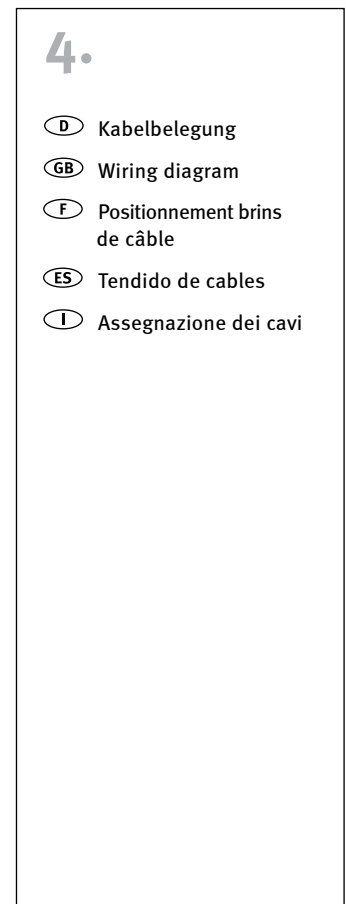 4.
D Kabelbelegung
GB Wiring diagram
F Positionnement brins
de câble
ES Tendido de cables
I Assegnazione dei cavi